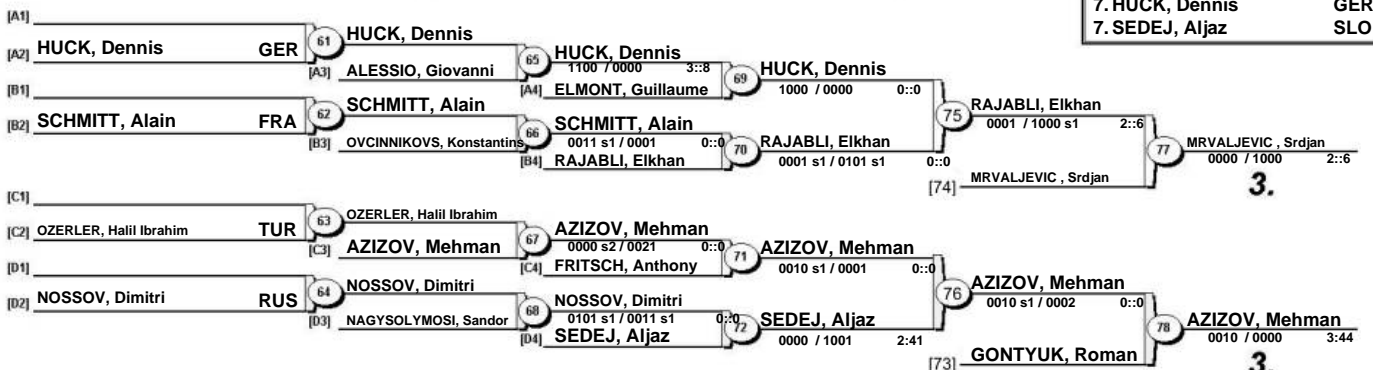 7. HUCK, Dennis GER
7. SEDEJ, Aljaz SLO
[A1]
[A2] HUCK, Dennis GER
61
HUCK, Dennis
[A3] ALESSIO, Giovanni
65
HUCK, Dennis
1100 / 0000 3::8
[A4] ELMONT, Guillaume
69
HUCK, Dennis
1000 / 0000 0::0
[B1]
[B2] SCHMITT, Alain FRA
62
SCHMITT, Alain
[B3] OVCINNIKOVS, Konstantins
66
SCHMITT, Alain
0011 s1 / 0001 0::0
[B4] RAJABLI, Elkhan
70
RAJABLI, Elkhan
0001 s1 / 0101 s1 0::0
75
RAJABLI, Elkhan
0001 / 1000 s1 2::6
[74] MRVALJEVIC , Srdjan
77
MRVALJEVIC , Srdjan
0000 / 1000 2::6
3.
[C1]
[C2] OZERLER, Halil Ibrahim TUR
63
OZERLER, Halil Ibrahim
[C3] AZIZOV, Mehman
67
AZIZOV, Mehman
0000 s2 / 0021 0::0
[C4] FRITSCH, Anthony
71
AZIZOV, Mehman
0010 s1 / 0001 0::0
[D1]
[D2] NOSSOV, Dimitri RUS
64
NOSSOV, Dimitri
[D3] NAGYSOLYMOSI, Sandor
68
NOSSOV, Dimitri
0101 s1 / 0011 s1 0::0
[D4] SEDEJ, Aljaz
72
SEDEJ, Aljaz
0000 / 1001 2:41
76
AZIZOV, Mehman
0010 s1 / 0002 0::0
[73] GONTYUK, Roman
78
AZIZOV, Mehman
0010 / 0000 3:44
3.